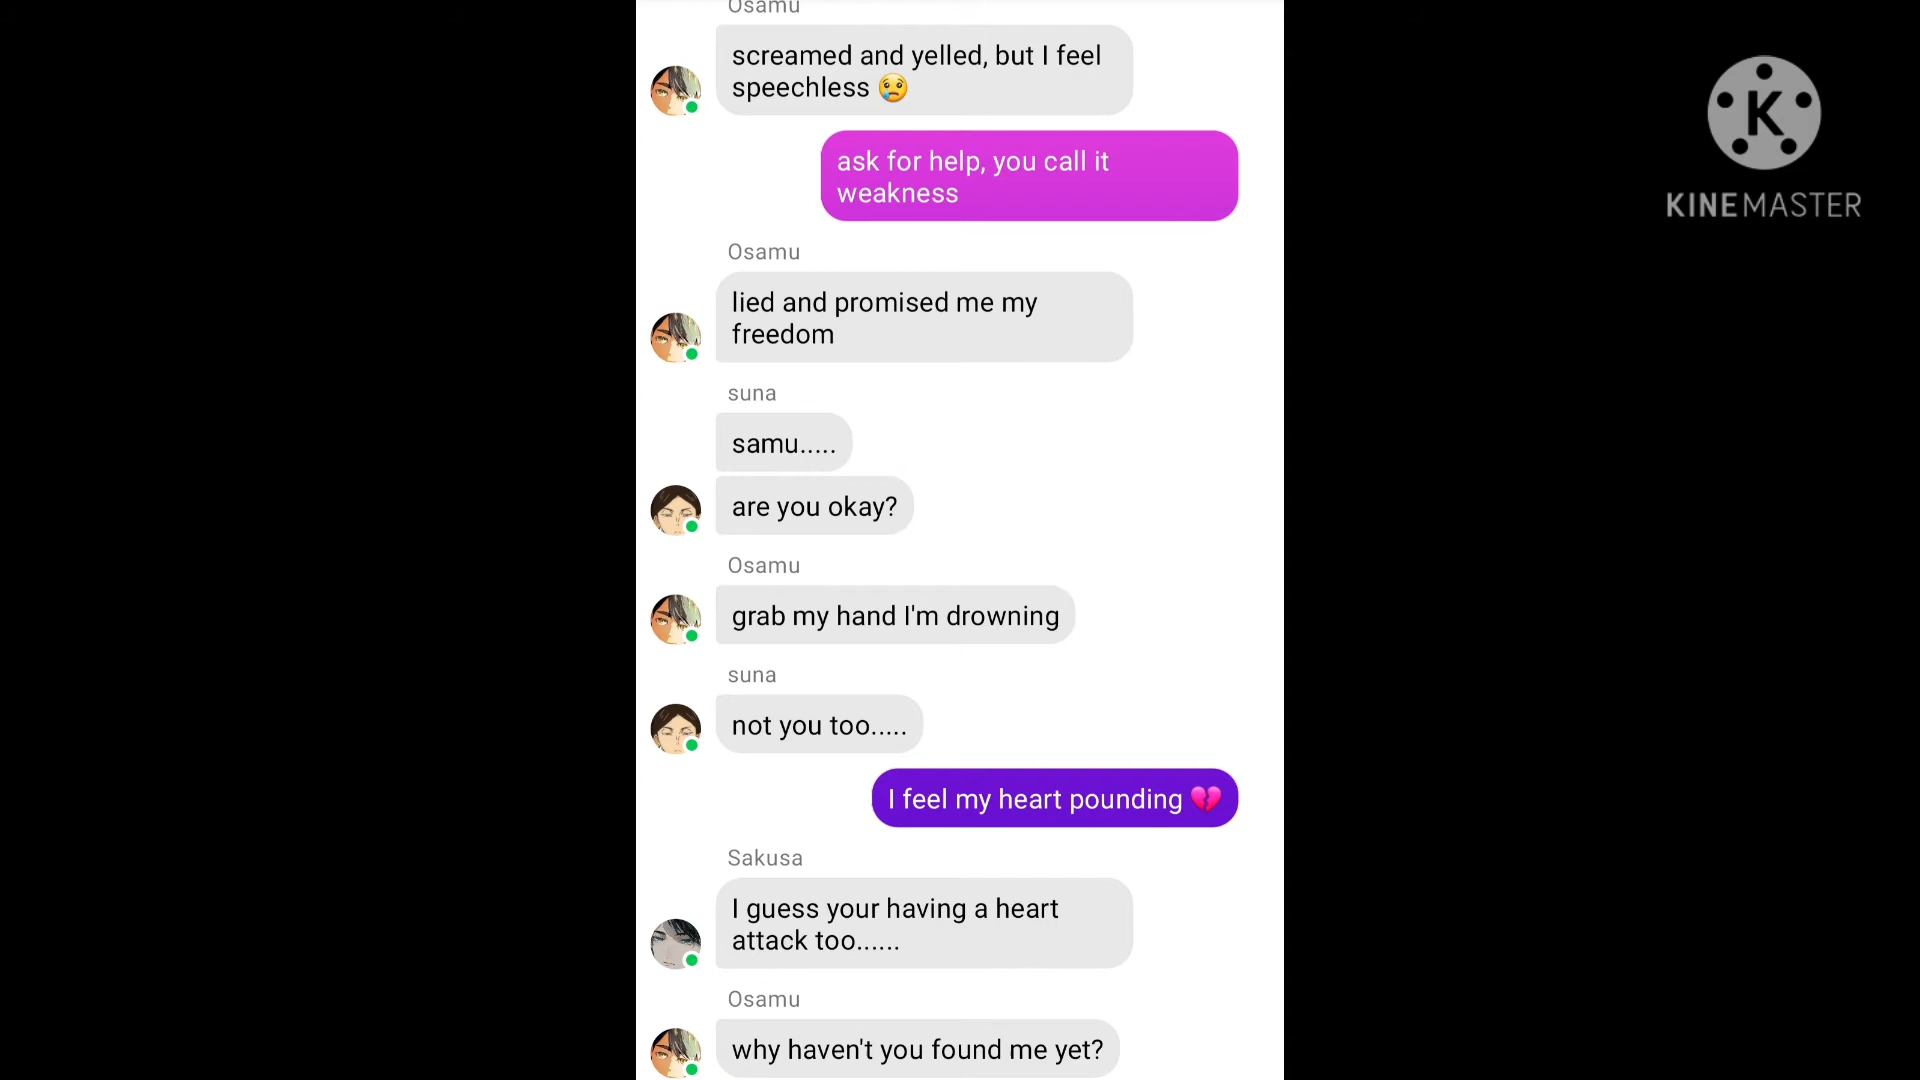 Osamu
screamed and yelled, but I feel
speechless 😢
ask for help, you call it
weakness
Osamu
lied and promised me my
freedom
suna
samu.....
are you okay?
Osamu
grab my hand I'm drowning
suna
not you too.....
I feel my heart pounding 💔
Sakusa
I guess your having a heart
attack too......
Osamu
why haven't you found me yet?
K
KINEMASTER